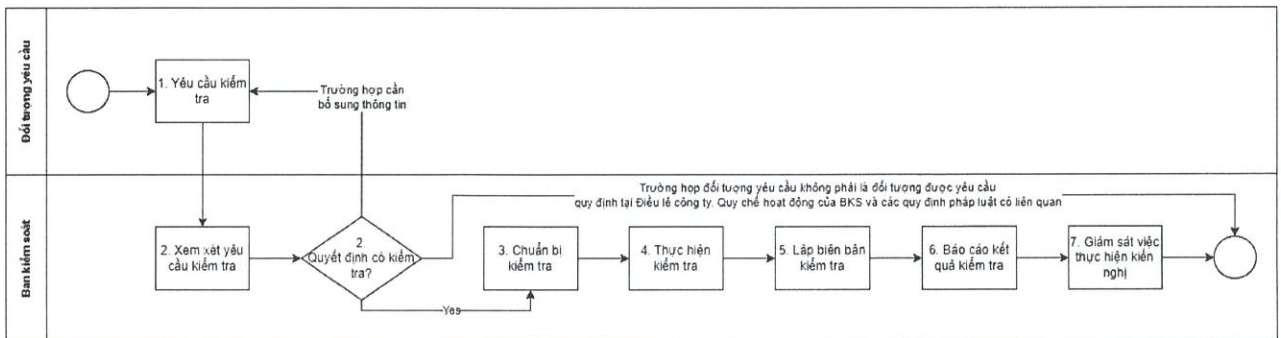 Đối tượng yêu cầu
1. Yêu cầu kiểm
tra
Trường hợp cần
bổ sung thông tin
Ban kiểm soát
Trường hợp đối tượng yêu cầu không phải là đối tượng được yêu cầu
quy định tại Điều lệ công ty. Quy chế hoạt động của BKS và các quy định pháp luật có liên quan
2. Xem xét yêu
cầu kiểm tra
2.
Quyết định có kiểm
tra?
Yes
3. Chuẩn bị
kiểm tra
4. Thực hiện
kiểm tra
5. Lập biên bản
kiểm tra
6. Báo cáo kết
quả kiểm tra
7. Giám sát việc
thực hiện kiến
nghị